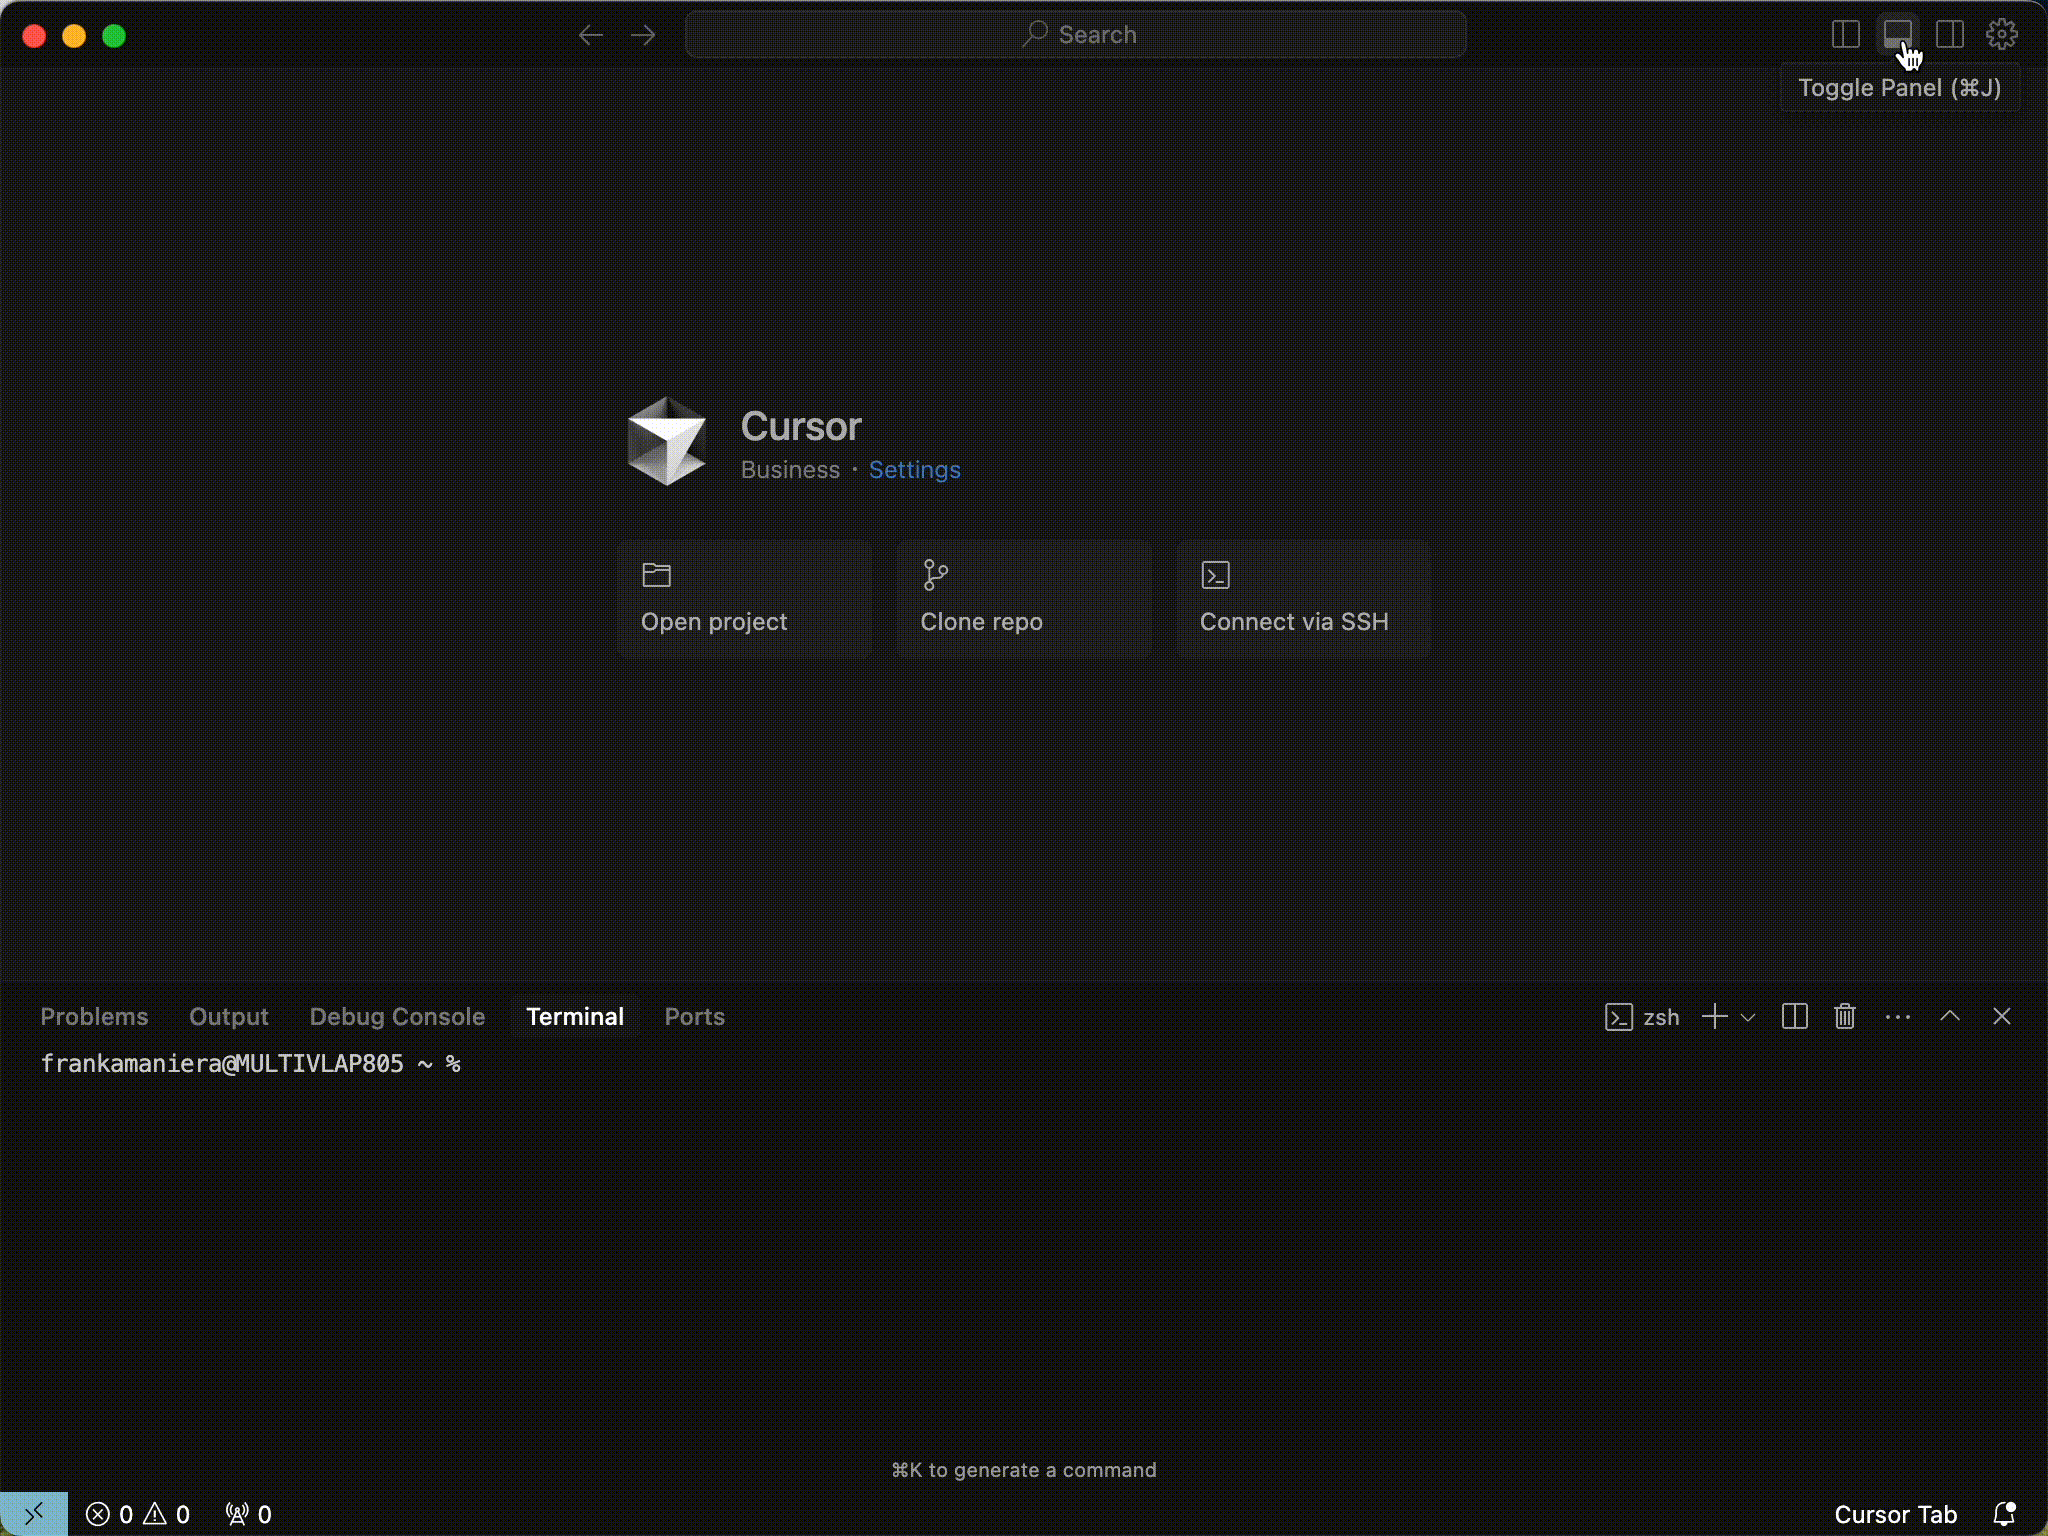 Search
Toggle Panel (⌘J)
Cursor
Business · Settings
Open project
Clone repo
Connect via SSH
Problems Output Debug Console Terminal Ports
zsh
frankamaniera@MULTIVLAP805 ~ %
⌘K to generate a command
0 0 0
Cursor Tab